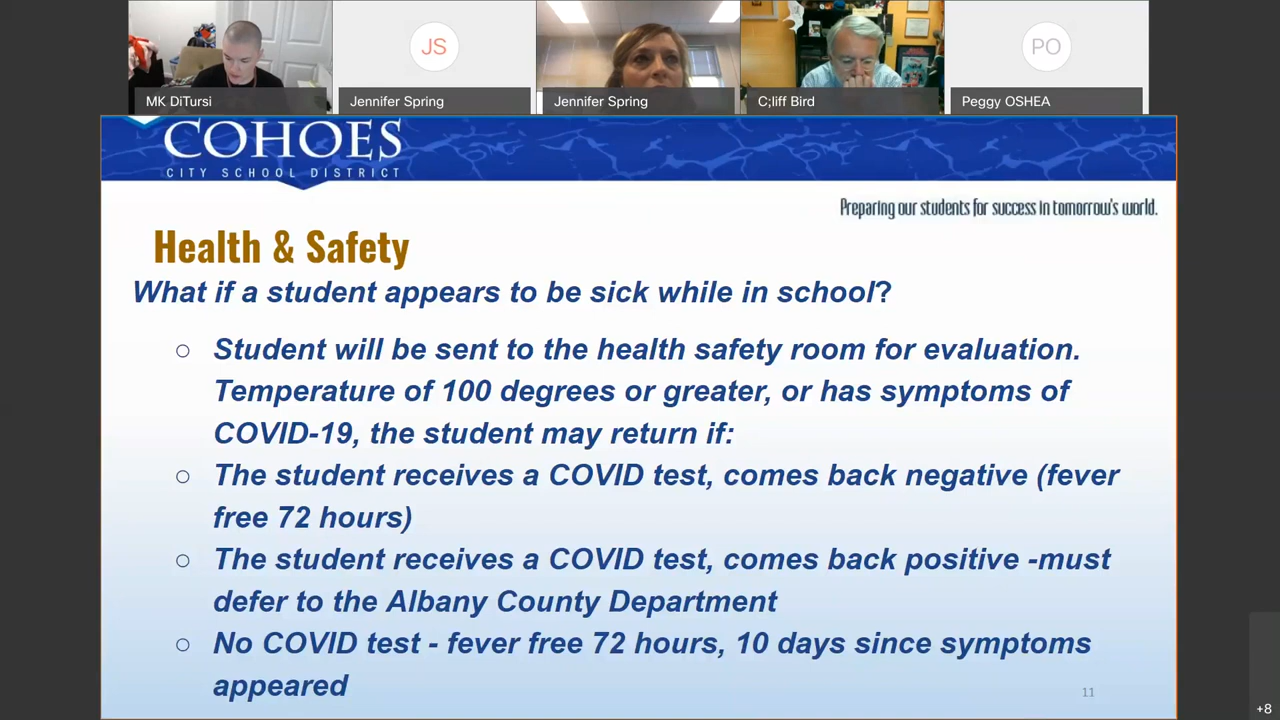 JS
PO
MK DiTursi
Jennifer Spring
Jennifer Spring
C;liff Bird
Peggy OSHEA
COHOES
CITY SCHOOL DISTRICT
Preparing our students for success in tomorrow's world.
Health & Safety
What if a student appears to be sick while in school?
○ Student will be sent to the health safety room for evaluation.
Temperature of 100 degrees or greater, or has symptoms of
COVID-19, the student may return if:
○ The student receives a COVID test, comes back negative (fever
free 72 hours)
○ The student receives a COVID test, comes back positive -must
defer to the Albany County Department
○ No COVID test - fever free 72 hours, 10 days since symptoms
appeared
11
+8